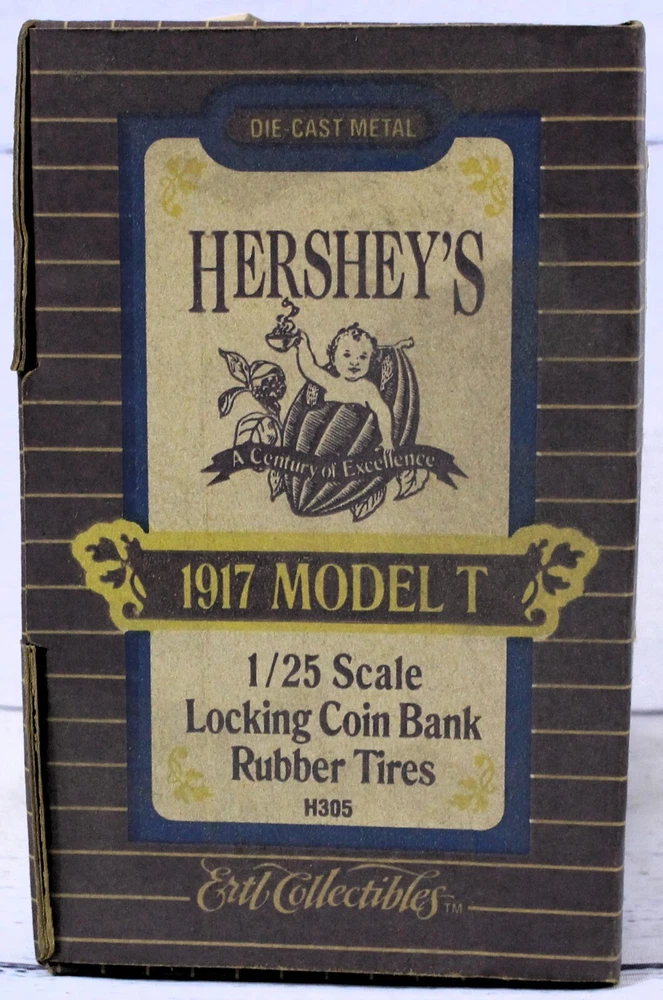 DIE-CAST METAL
HERSHEY'S
A Century of Excellence
1917 MODEL T
1/25 Scale
Locking Coin Bank
Rubber Tires
H305
Ertl Collectibles™